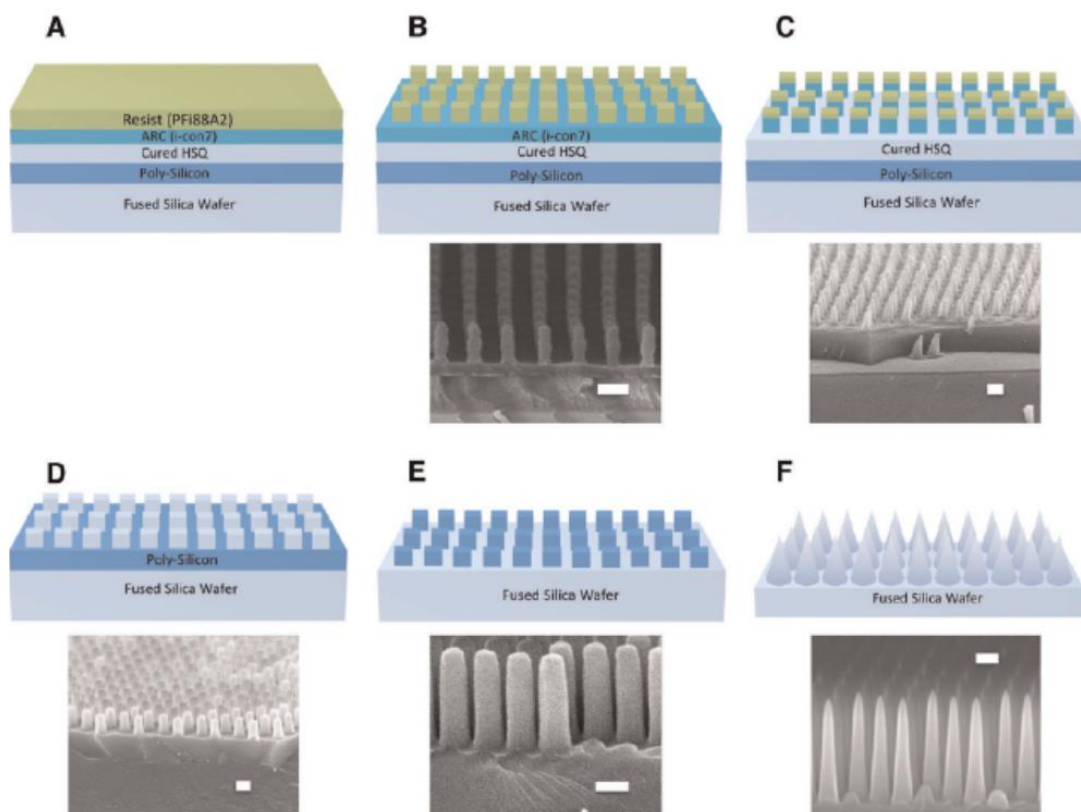 A
Resist (PFi88A2)
ARC (i-con7)
Cured HSQ
Poly-Silicon
Fused Silica Wafer
B
ARC (i-con7)
Cured HSQ
Poly-Silicon
Fused Silica Wafer
C
Cured HSQ
Poly-Silicon
Fused Silica Wafer
D
Poly-Silicon
Fused Silica Wafer
E
Fused Silica Wafer
F
Fused Silica Wafer